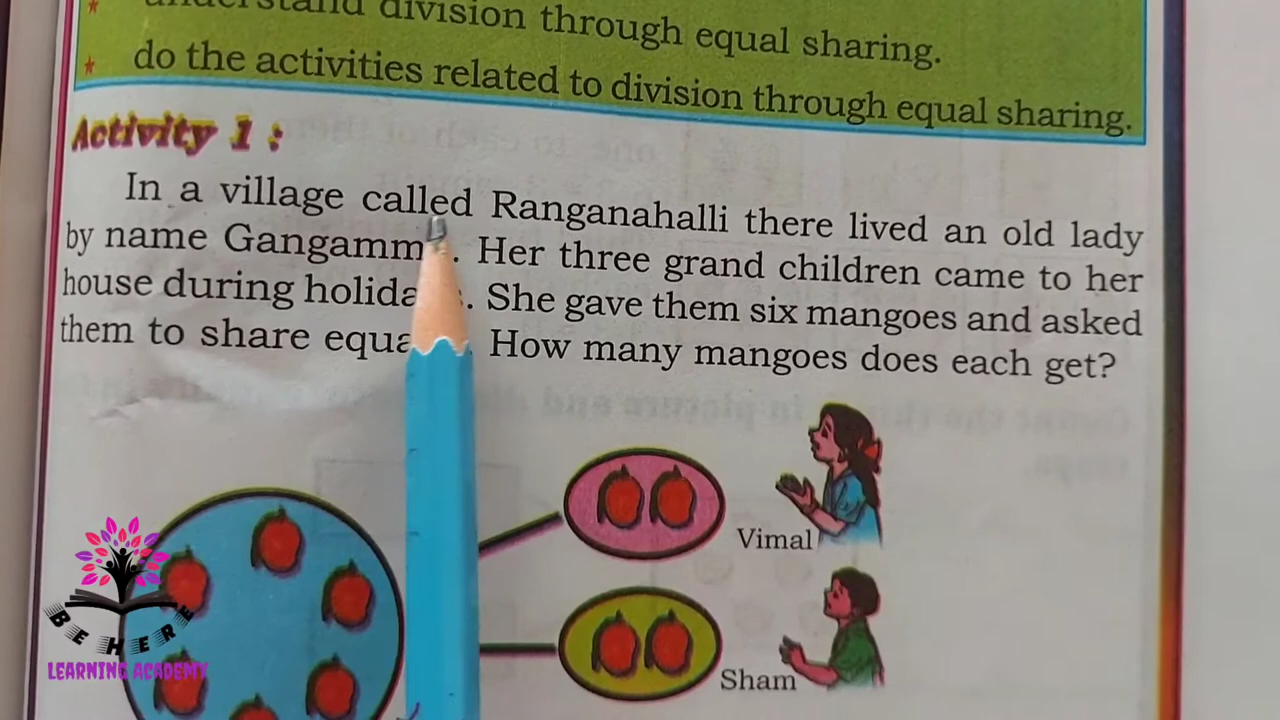 understand division through equal sharing.
do the activities related to division through equal sharing.
Activity 1 :
In a village called Ranganahalli there lived an old lady
by name Gangamm . Her three grand children came to her
house during holida . She gave them six mangoes and asked
them to share equa . How many mangoes does each get?
Vimal
Sham
BE HERE
LEARNING ACADEMY